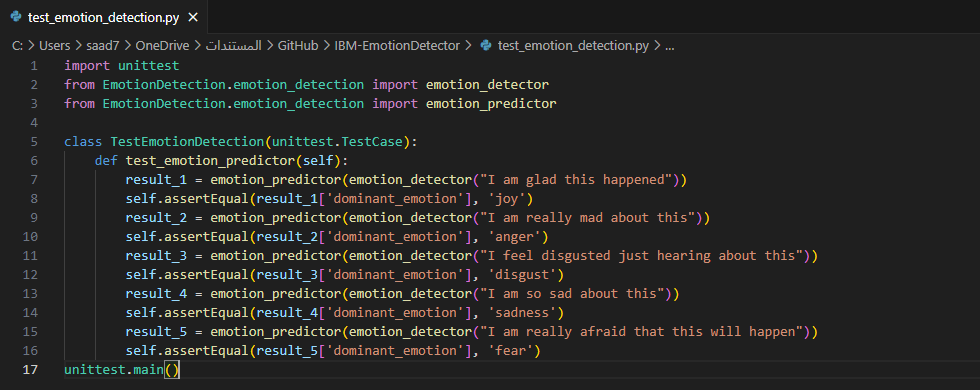 test_emotion_detection.py ×
C: > Users > saad7 > OneDrive > المستندات > GitHub > IBM-EmotionDetector > test_emotion_detection.py > ...
1 import unittest
2 from EmotionDetection.emotion_detection import emotion_detector
3 from EmotionDetection.emotion_detection import emotion_predictor
4
5 class TestEmotionDetection(unittest.TestCase):
6     def test_emotion_predictor(self):
7         result_1 = emotion_predictor(emotion_detector("I am glad this happened"))
8         self.assertEqual(result_1['dominant_emotion'], 'joy')
9         result_2 = emotion_predictor(emotion_detector("I am really mad about this"))
10         self.assertEqual(result_2['dominant_emotion'], 'anger')
11         result_3 = emotion_predictor(emotion_detector("I feel disgusted just hearing about this"))
12         self.assertEqual(result_3['dominant_emotion'], 'disgust')
13         result_4 = emotion_predictor(emotion_detector("I am so sad about this"))
14         self.assertEqual(result_4['dominant_emotion'], 'sadness')
15         result_5 = emotion_predictor(emotion_detector("I am really afraid that this will happen"))
16         self.assertEqual(result_5['dominant_emotion'], 'fear')
17 unittest.main()